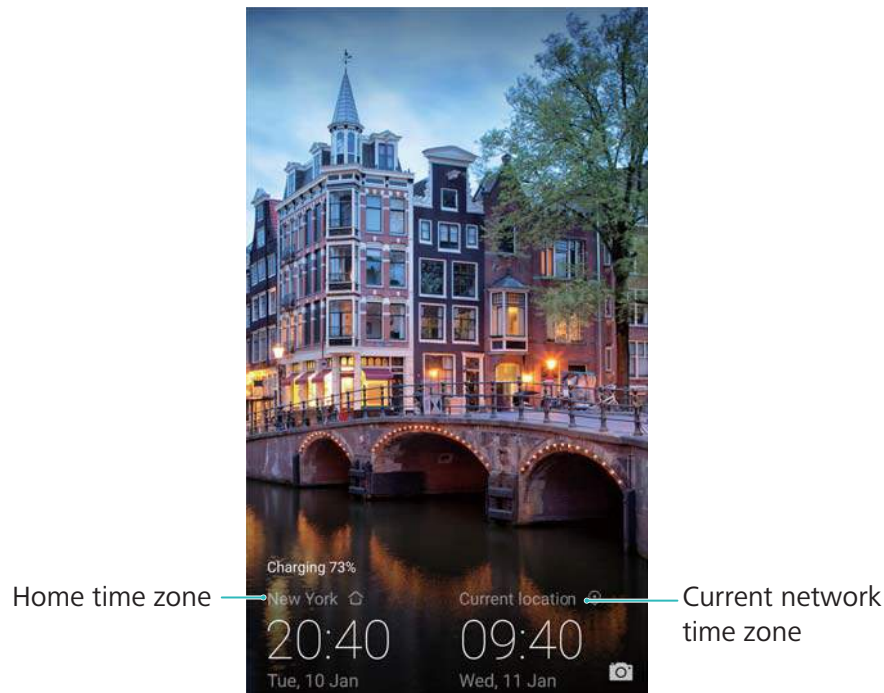 Charging 73%
Home time zone
New York
Current location
Current network
time zone
20:40
09:40
Tue, 10 Jan
Wed, 11 Jan